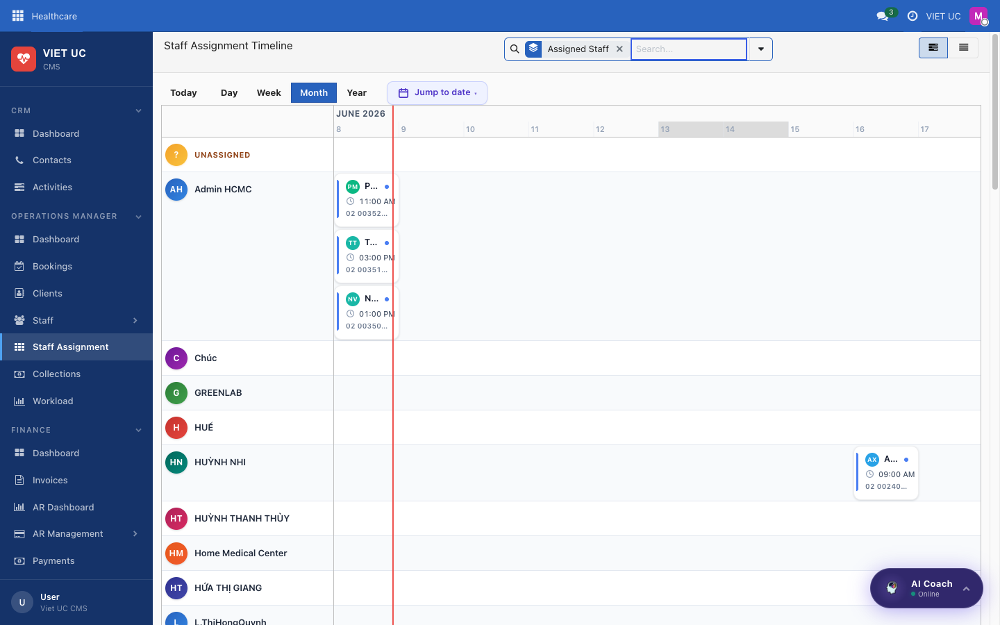 Healthcare
3
VIET UC
M
VIET UC
CMS
CRM
Dashboard
Contacts
Activities
OPERATIONS MANAGER
Dashboard
Bookings
Clients
Staff
Staff Assignment
Collections
Workload
FINANCE
Dashboard
Invoices
AR Dashboard
AR Management
Payments
U
User
Viet UC CMS
Staff Assignment Timeline
Assigned Staff
Search...
Today
Day
Week
Month
Year
Jump to date
JUNE 2026
8 9 10 11 12 13 14 15 16 17
? UNASSIGNED
AH Admin HCMC
PM P...
11:00 AM
02 00352...
TT T...
03:00 PM
02 00351...
NV N...
01:00 PM
02 00350...
C Chúc
G GREENLAB
H HUẾ
HN HUỲNH NHI
AX A...
09:00 AM
02 00240...
HT HUỲNH THANH THỦY
HM Home Medical Center
HT HỨA THỊ GIANG
L L.ThiHongQuynh
AI Coach
Online